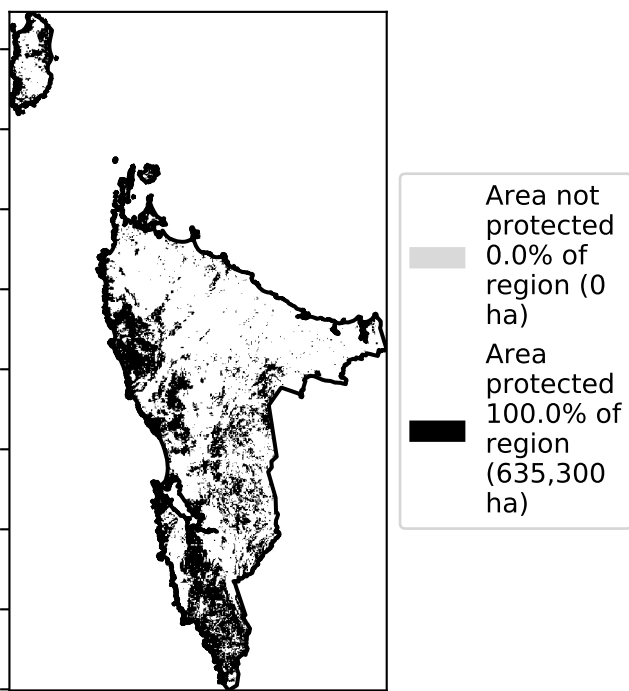 Area not
protected
0.0% of
region (0
ha)
Area
protected
100.0% of
region
(635,300
ha)